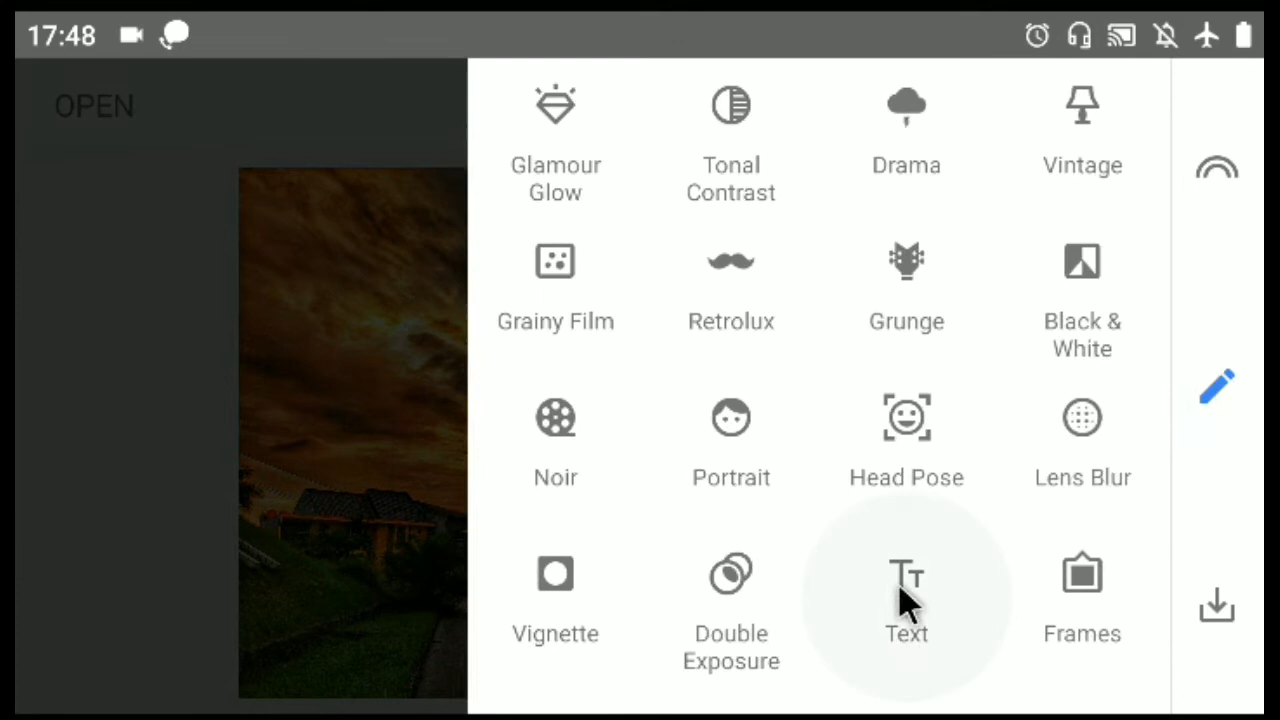 17:48
OPEN
Glamour
Glow
Tonal
Contrast
Drama
Vintage
Grainy Film
Retrolux
Grunge
Black &
White
Noir
Portrait
Head Pose
Lens Blur
Vignette
Double
Exposure
Text
Frames